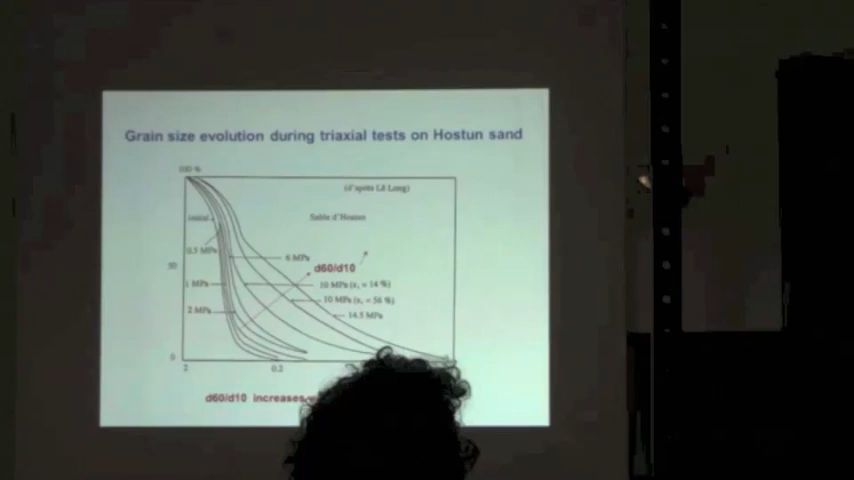 Grain size evolution during triaxial tests on Hostun sand
100 %
(d'après Lê Long)
initial
Sable d'Hostun
0.5 MPa
6 MPa
50
d60/d10
1 MPa
10 MPa (ε, = 14 %)
10 MPa (ε, = 56 %)
2 MPa
14.5 MPa
0
2
0.2
d60/d10 increases